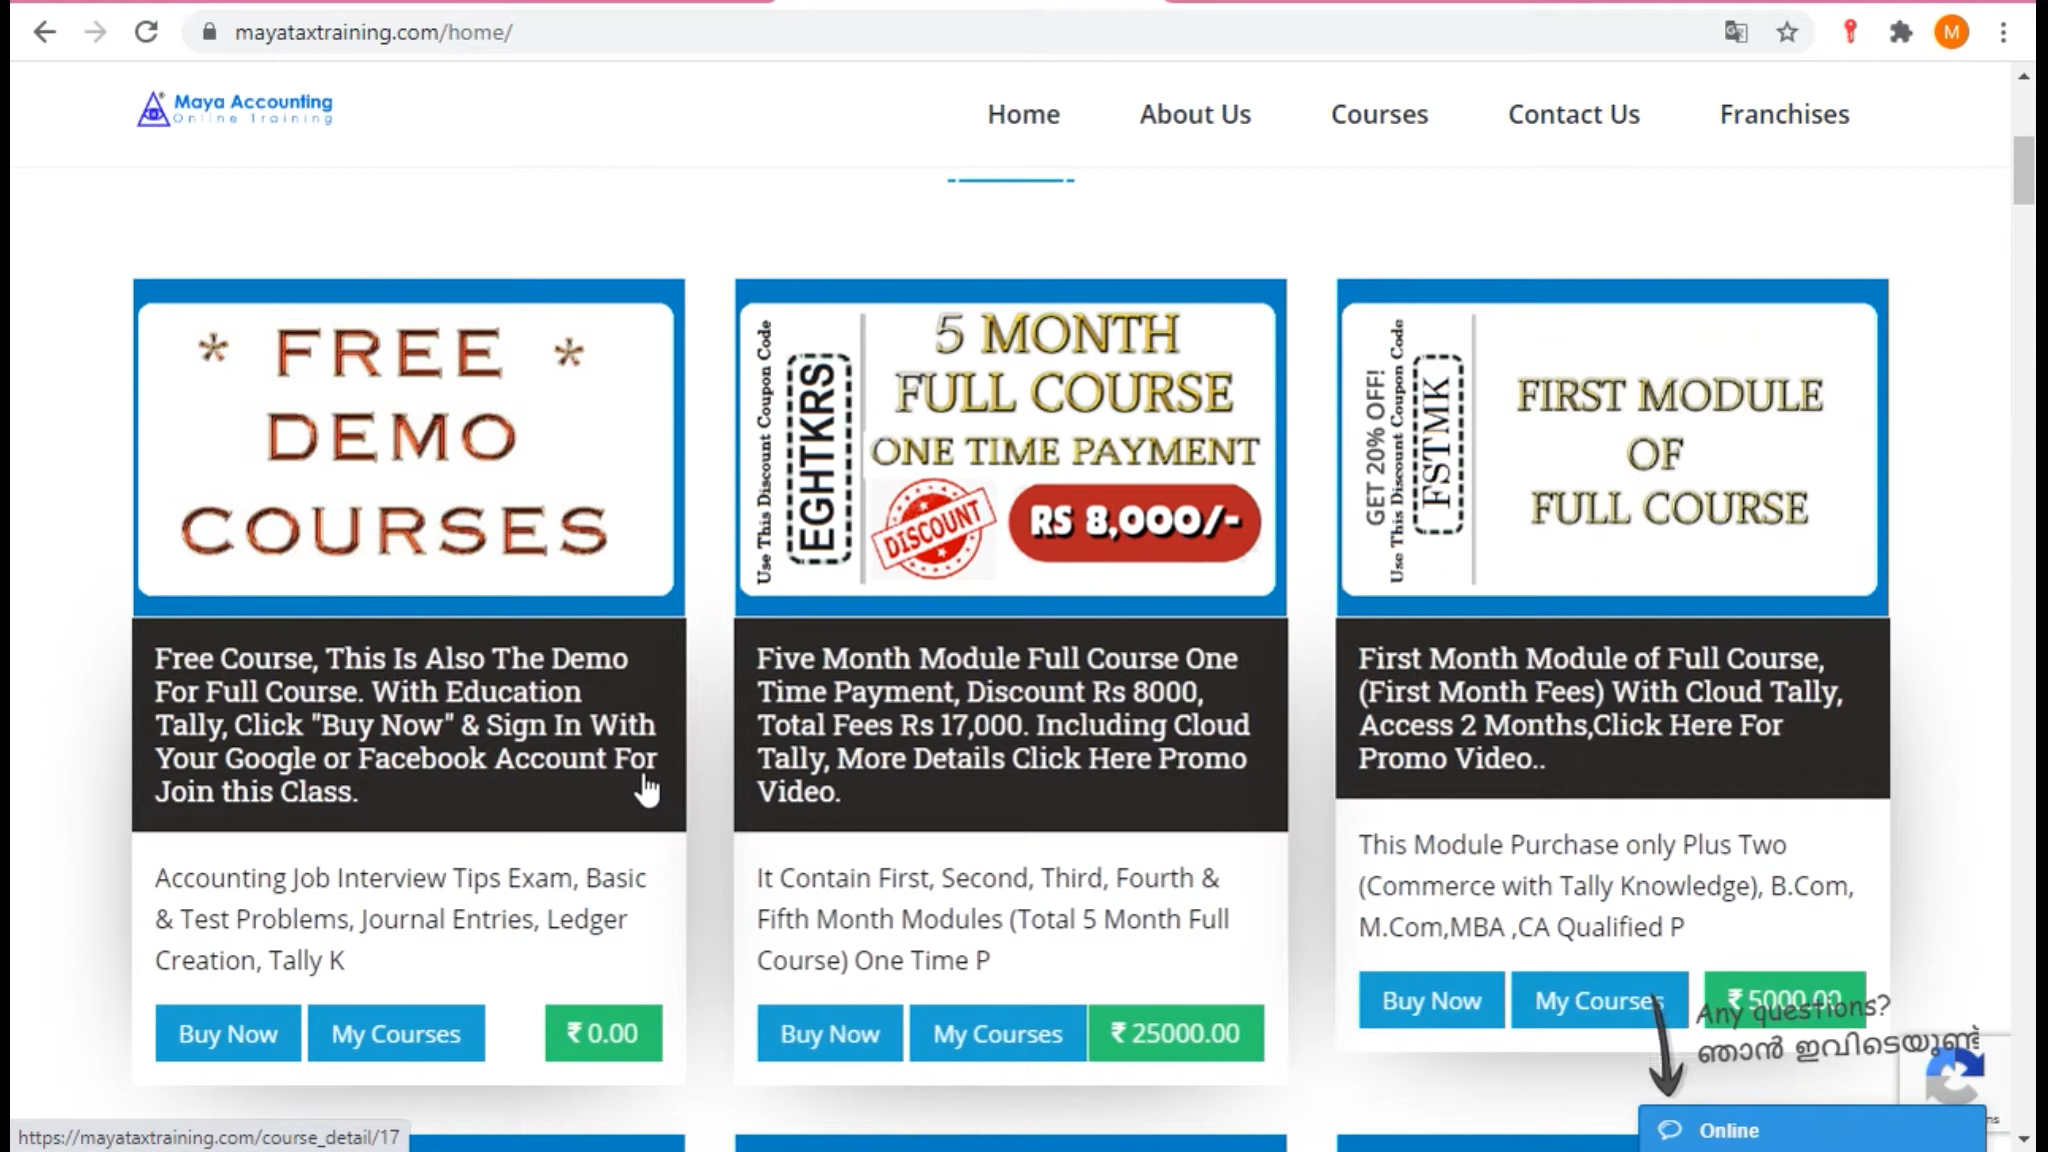 mayataxtraining.com/home/
M
Maya Accounting
Online Training
Home
About Us
Courses
Contact Us
Franchises
* FREE *
DEMO
COURSES
Use This Discount Coupon Code
EGHTKRS
5 MONTH
FULL COURSE
ONE TIME PAYMENT
DISCOUNT
RS 8,000/-
GET 20% OFF!
Use This Discount Coupon Code
FSTMK
FIRST MODULE
OF
FULL COURSE
Free Course, This Is Also The Demo
For Full Course. With Education
Tally, Click "Buy Now" & Sign In With
Your Google or Facebook Account For
Join this Class.
Accounting Job Interview Tips Exam, Basic
& Test Problems, Journal Entries, Ledger
Creation, Tally K
Buy Now
My Courses
₹ 0.00
Five Month Module Full Course One
Time Payment, Discount Rs 8000,
Total Fees Rs 17,000. Including Cloud
Tally, More Details Click Here Promo
Video.
It Contain First, Second, Third, Fourth &
Fifth Month Modules (Total 5 Month Full
Course) One Time P
Buy Now
My Courses
₹ 25000.00
First Month Module of Full Course,
(First Month Fees) With Cloud Tally,
Access 2 Months,Click Here For
Promo Video..
This Module Purchase only Plus Two
(Commerce with Tally Knowledge), B.Com,
M.Com,MBA ,CA Qualified P
Buy Now
My Courses
₹ 5000.00
Any questions?
ഞാൻ ഇവിടെയുണ്ട്
Online
https://mayataxtraining.com/course_detail/17